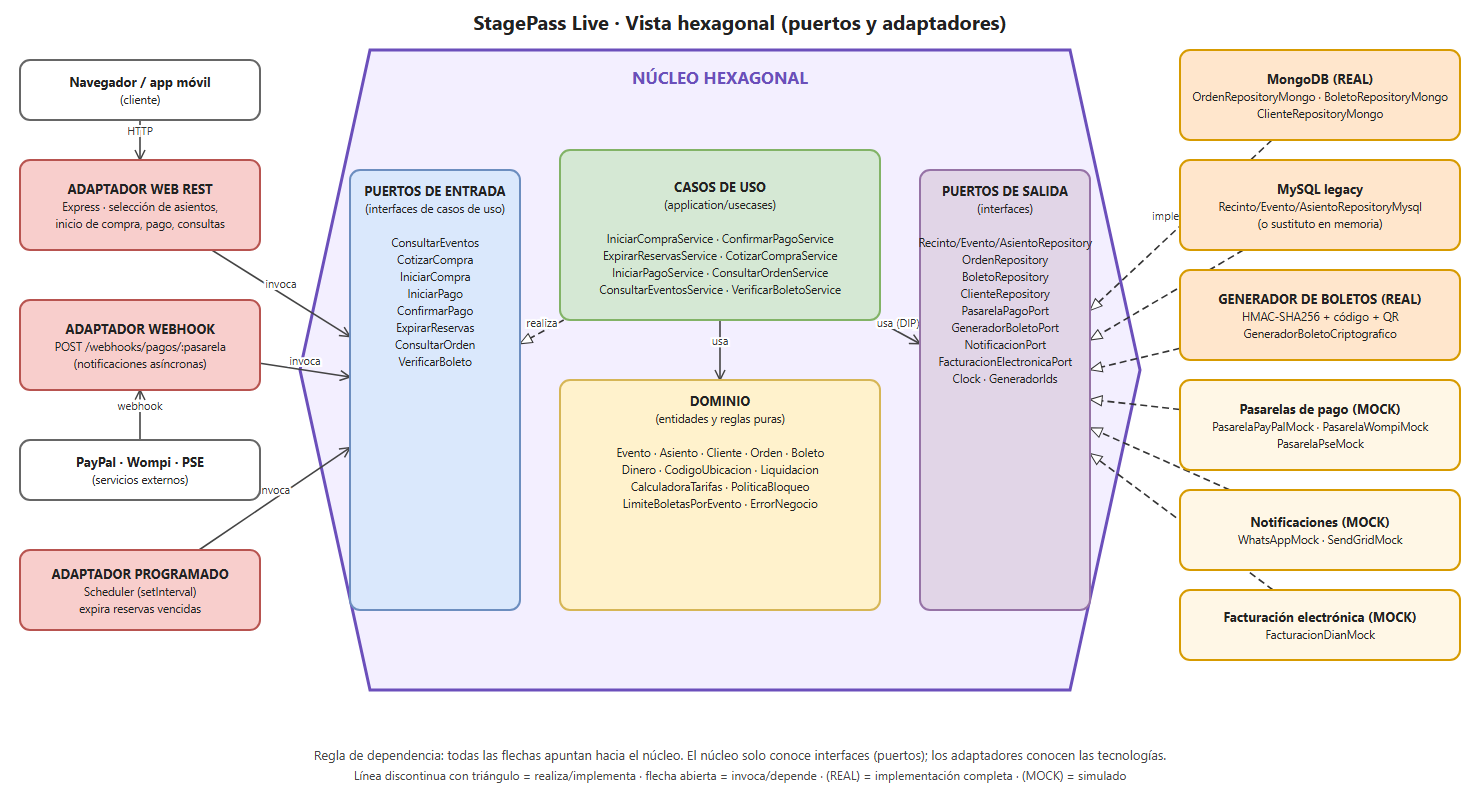 StagePass Live · Vista hexagonal (puertos y adaptadores)
NÚCLEO HEXAGONAL
Navegador / app móvil
(cliente)
HTTP
ADAPTADOR WEB REST
Express · selección de asientos,
inicio de compra, pago, consultas
invoca
ADAPTADOR WEBHOOK
POST /webhooks/pagos/:pasarela
(notificaciones asíncronas)
invoca
webhook
PayPal · Wompi · PSE
(servicios externos)
invoca
ADAPTADOR PROGRAMADO
Scheduler (setInterval)
expira reservas vencidas
PUERTOS DE ENTRADA
(interfaces de casos de uso)
ConsultarEventos
CotizarCompra
IniciarCompra
IniciarPago
ConfirmarPago
ExpirarReservas
ConsultarOrden
VerificarBoleto
realiza
CASOS DE USO
(application/usecases)
IniciarCompraService · ConfirmarPagoService
ExpirarReservasService · CotizarCompraService
IniciarPagoService · ConsultarOrdenService
ConsultarEventosService · VerificarBoletoService
usa
usa (DIP)
DOMINIO
(entidades y reglas puras)
Evento · Asiento · Cliente · Orden · Boleto
Dinero · CodigoUbicacion · Liquidacion
CalculadoraTarifas · PoliticaBloqueo
LimiteBoletasPorEvento · ErrorNegocio
PUERTOS DE SALIDA
(interfaces)
Recinto/Evento/AsientoRepository
OrdenRepository
BoletoRepository
ClienteRepository
PasarelaPagoPort
GeneradorBoletoPort
NotificacionPort
FacturacionElectronicaPort
Clock · GeneradorIds
imple
MongoDB (REAL)
OrdenRepositoryMongo · BoletoRepositoryMongo
ClienteRepositoryMongo
MySQL legacy
Recinto/Evento/AsientoRepositoryMysql
(o sustituto en memoria)
GENERADOR DE BOLETOS (REAL)
HMAC-SHA256 + código + QR
GeneradorBoletoCriptografico
Pasarelas de pago (MOCK)
PasarelaPayPalMock · PasarelaWompiMock
PasarelaPseMock
Notificaciones (MOCK)
WhatsAppMock · SendGridMock
Facturación electrónica (MOCK)
FacturacionDianMock
Regla de dependencia: todas las flechas apuntan hacia el núcleo. El núcleo solo conoce interfaces (puertos); los adaptadores conocen las tecnologías.
Línea discontinua con triángulo = realiza/implementa · flecha abierta = invoca/depende · (REAL) = implementación completa · (MOCK) = simulado